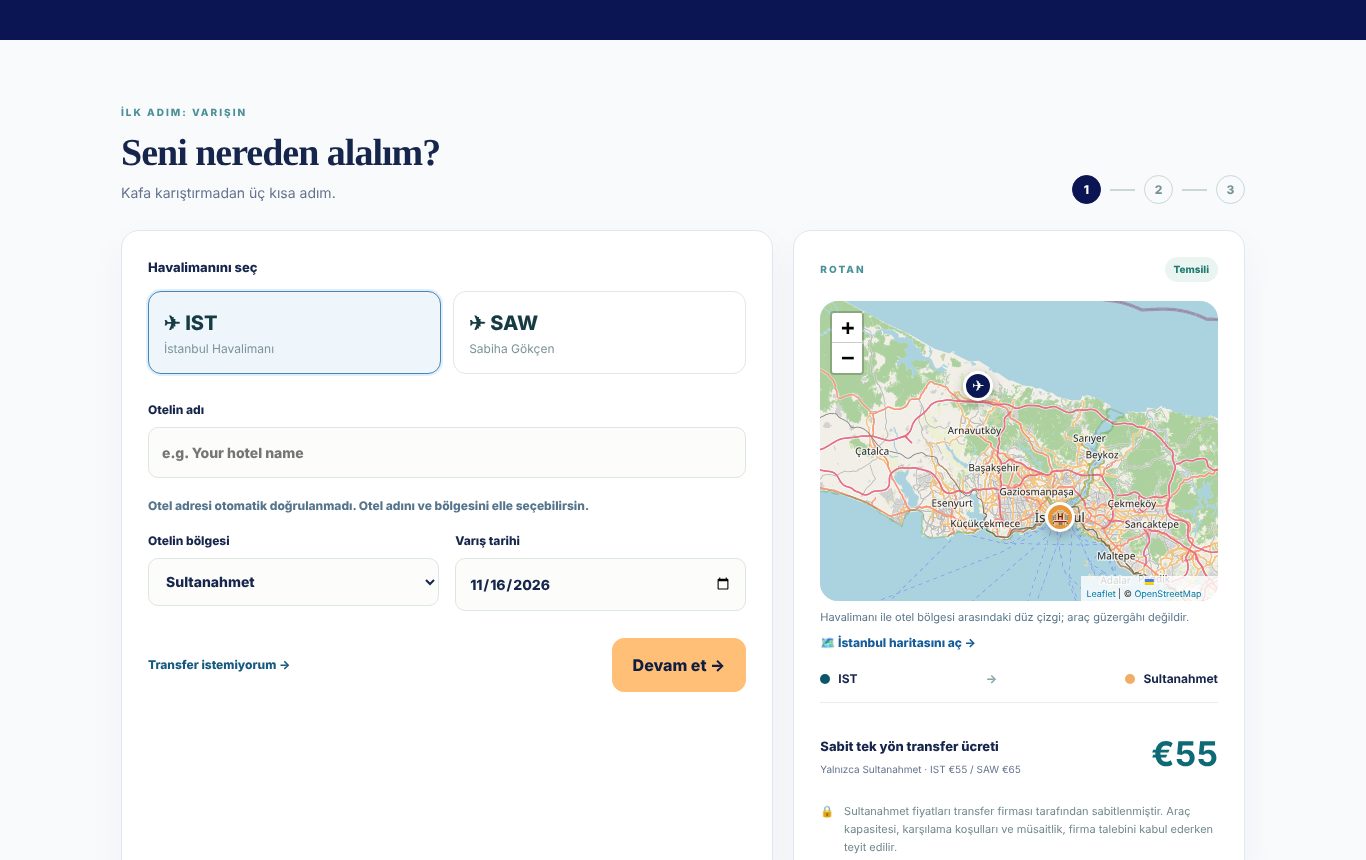 İLK ADIM: VARIŞIN
Seni nereden alalım?
Kafa karıştırmadan üç kısa adım.
1
2
3
Havalimanını seç
✈ IST
İstanbul Havalimanı
✈ SAW
Sabiha Gökçen
Otelin adı
e.g. Your hotel name
Otel adresi otomatik doğrulanmadı. Otel adını ve bölgesini elle seçebilirsin.
Otelin bölgesi
Varış tarihi
Sultanahmet
11/16/2026
Transfer istemiyorum →
Devam et →
ROTAN
Temsili
+
−
Arnavutköy
Sarıyer
Çatalca
Beykoz
Başakşehir
Gaziosmanpaşa
Esenyurt
Çekmeköy
Küçükçekmece
Sancaktepe
Maltepe
Adalar
Leaflet | © OpenStreetMap
Havalimanı ile otel bölgesi arasındaki düz çizgi; araç güzergâhı değildir.
İstanbul haritasını aç →
IST
→
Sultanahmet
Sabit tek yön transfer ücreti
€55
Yalnızca Sultanahmet · IST €55 / SAW €65
Sultanahmet fiyatları transfer firması tarafından sabitlenmiştir. Araç
kapasitesi, karşılama koşulları ve müsaitlik, firma talebini kabul ederken
teyit edilir.